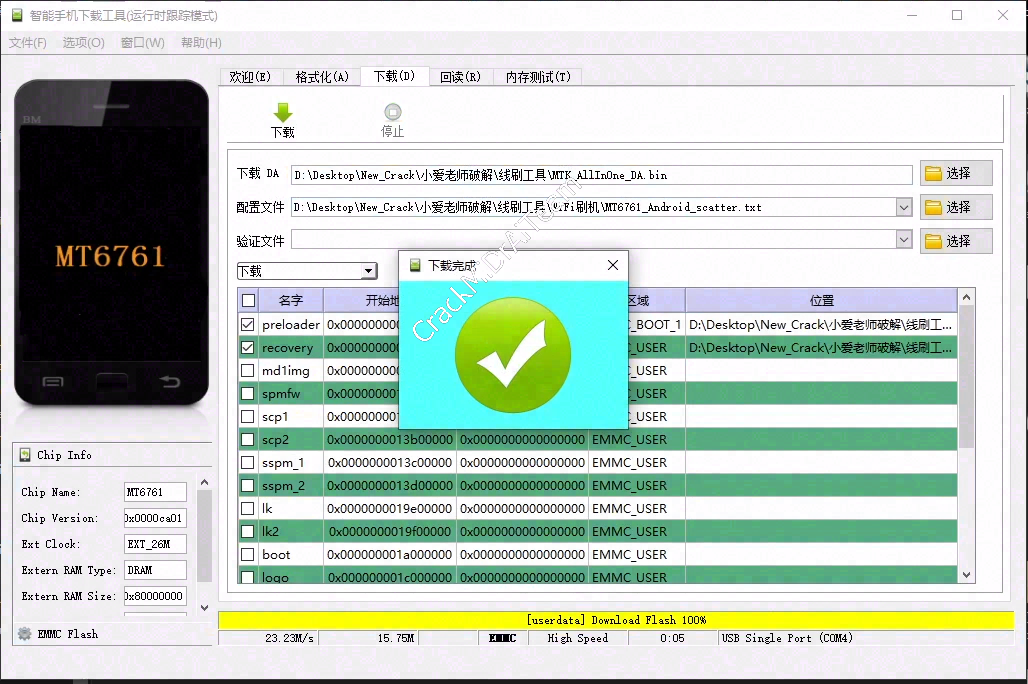 智能手机下载工具(运行时跟踪模式)
文件(F) 选项(O) 窗口(W) 帮助(H)
欢迎(E) 格式化(A) 下载(D) 回读(R) 内存测试(T)
BM
MT6761
下载 停止
下载 DA D:\Desktop\New_Crack\小爱老师破解\线刷工具\MTK_AllInOne_DA.bin 选择
配置文件 D:\Desktop\New_Crack\小爱老师破解\线刷工具\WiFi刷机\MT6761_Android_scatter.txt 选择
验证文件 选择
下载
下载完成
名字 开始地 区域 位置
preloader 0x00000000 C_BOOT_1 D:\Desktop\New_Crack\小爱老师破解\线刷工...
recovery 0x00000000 C_USER D:\Desktop\New_Crack\小爱老师破解\线刷工...
md1img 0x00000000 C_USER
spmfw 0x00000000 C_USER
scp1 0x00000000 C_USER
scp2 0x0000000013b00000 0x0000000000000000 EMMC_USER
sspm_1 0x0000000013c00000 0x0000000000000000 EMMC_USER
sspm_2 0x0000000013d00000 0x0000000000000000 EMMC_USER
lk 0x0000000019e00000 0x0000000000000000 EMMC_USER
lk2 0x0000000019f00000 0x0000000000000000 EMMC_USER
boot 0x000000001a000000 0x0000000000000000 EMMC_USER
logo 0x000000001c000000 0x0000000000000000 EMMC_USER
Chip Info
Chip Name: MT6761
Chip Version: 0x0000ca01
Ext Clock: EXT_26M
Extern RAM Type: DRAM
Extern RAM Size: 0x80000000
EMMC Flash
[userdata] Download Flash 100%
23.23M/s 15.75M EMMC High Speed 0:05 USB Single Port (COM4)